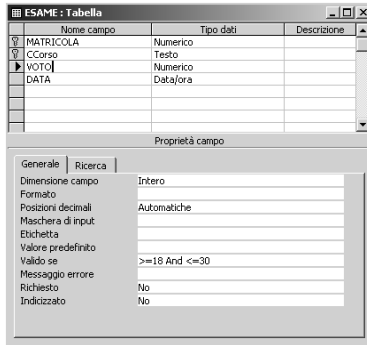 ESAME : Tabella
Nome campo Tipo dati Descrizione
MATRICOLA Numerico
CCorso Testo
VOTO Numerico
DATA Data/ora
Proprietà campo
Generale Ricerca
Dimensione campo Intero
Formato
Posizioni decimali Automatiche
Maschera di input
Etichetta
Valore predefinito
Valido se >=18 And <=30
Messaggio errore
Richiesto No
Indicizzato No